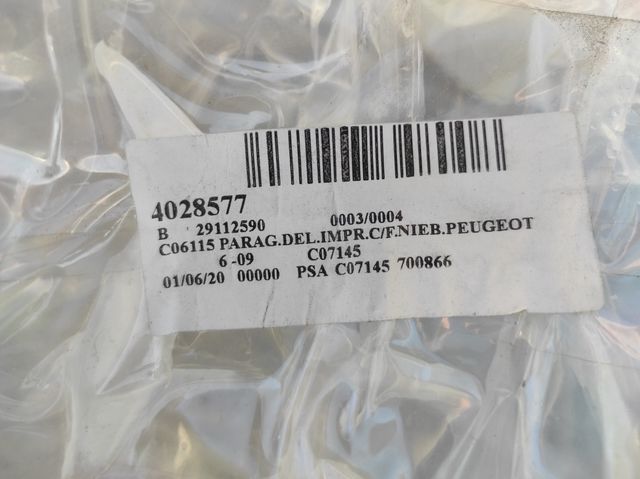 4028577
B 29112590 0003/0004
C06115 PARAG.DEL.IMPR.C/F.NIEB.PEUGEOT
6 -09 C07145
01/06/20 00000 PSA C07145 700866